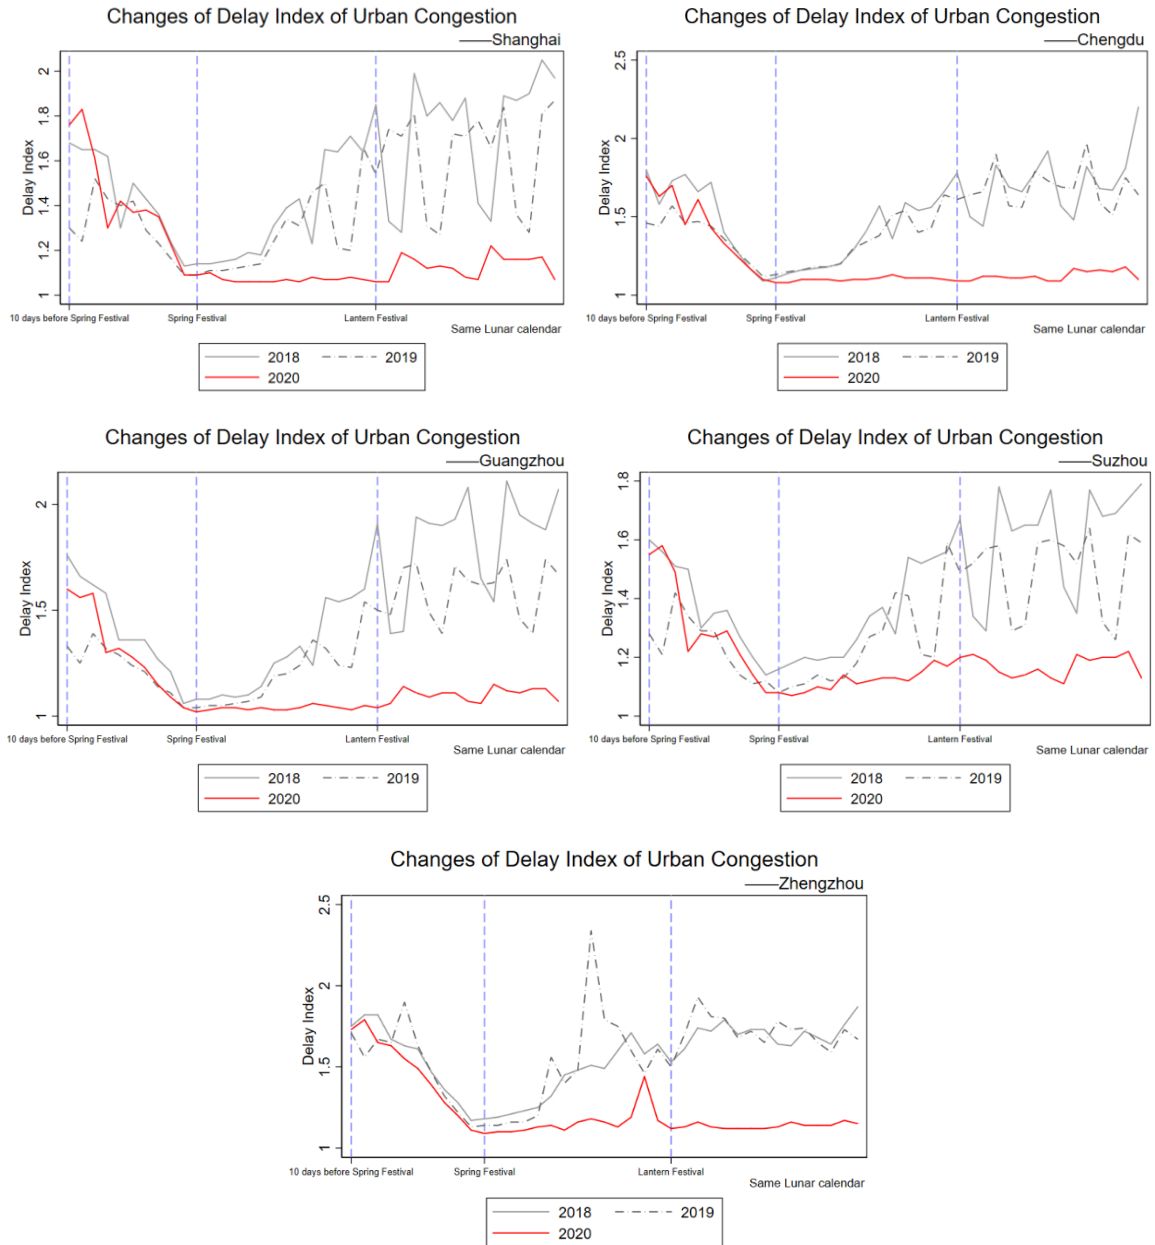 Changes of Delay Index of Urban Congestion
——Shanghai
Delay Index
2
1.8
1.6
1.4
1.2
1
10 days before Spring Festival
Spring Festival
Lantern Festival
Same Lunar calendar
2018
2019
2020
Changes of Delay Index of Urban Congestion
——Chengdu
Delay Index
2.5
2
1.5
1
10 days before Spring Festival
Spring Festival
Lantern Festival
Same Lunar calendar
2018
2019
2020
Changes of Delay Index of Urban Congestion
——Guangzhou
Delay Index
2
1.5
1
10 days before Spring Festival
Spring Festival
Lantern Festival
Same Lunar calendar
2018
2019
2020
Changes of Delay Index of Urban Congestion
——Suzhou
Delay Index
1.8
1.6
1.4
1.2
1
10 days before Spring Festival
Spring Festival
Lantern Festival
Same Lunar calendar
2018
2019
2020
Changes of Delay Index of Urban Congestion
——Zhengzhou
Delay Index
2.5
2
1.5
1
10 days before Spring Festival
Spring Festival
Lantern Festival
Same Lunar calendar
2018
2019
2020